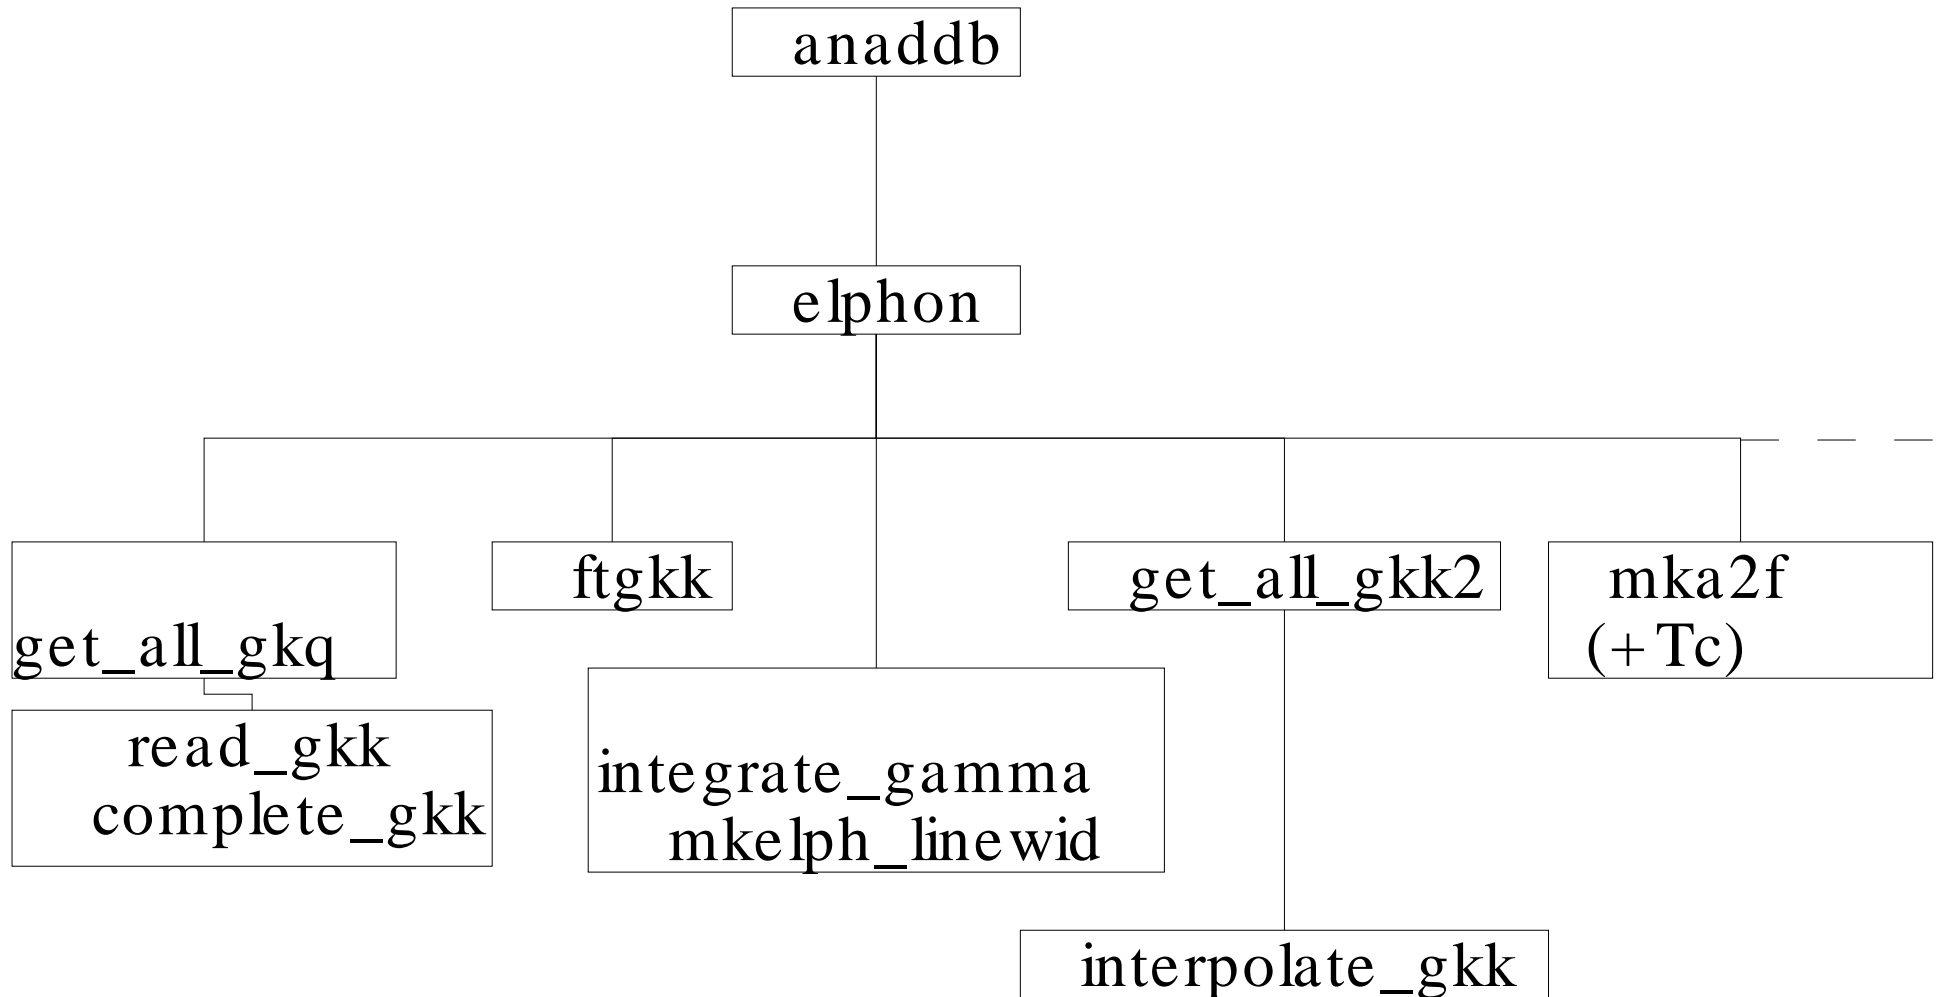 anaddb
elphon
get_all_gkq
ftgkk
get_all_gkk2
mka2f
(+Tc)
read_gkk
complete_gkk
integrate_gamma
mkelph_linewid
interpolate_gkk